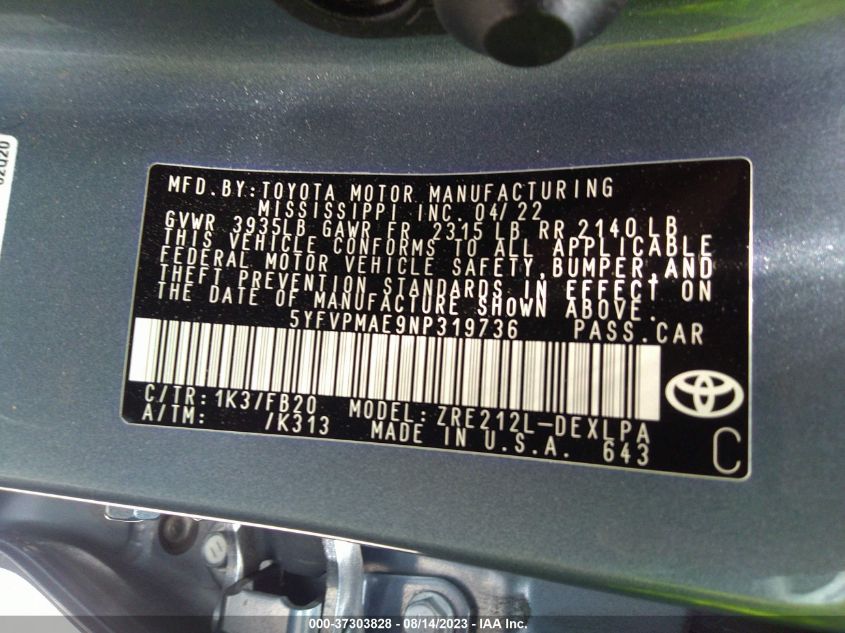 MFD.BY:TOYOTA MOTOR MANUFACTURING
MISSISSIPPI INC. 04/22
GVWR 3935LB GAWR FR 2315 LB RR 2140 LB
THIS VEHICLE CONFORMS TO ALL APPLICABLE
FEDERAL MOTOR VEHICLE SAFETY,BUMPER,AND
THEFT PREVENTION STANDARDS IN EFFECT ON
THE DATE OF MANUFACTURE SHOWN ABOVE.
5YFVPMAE9NP319736 PASS.CAR
C/TR:1K3/FB20 MODEL:ZRE212L-DEXLPA
A/TM: /K313 MADE IN U.S.A. 643
C
000-37303828 - 08/14/2023 - IAA Inc.